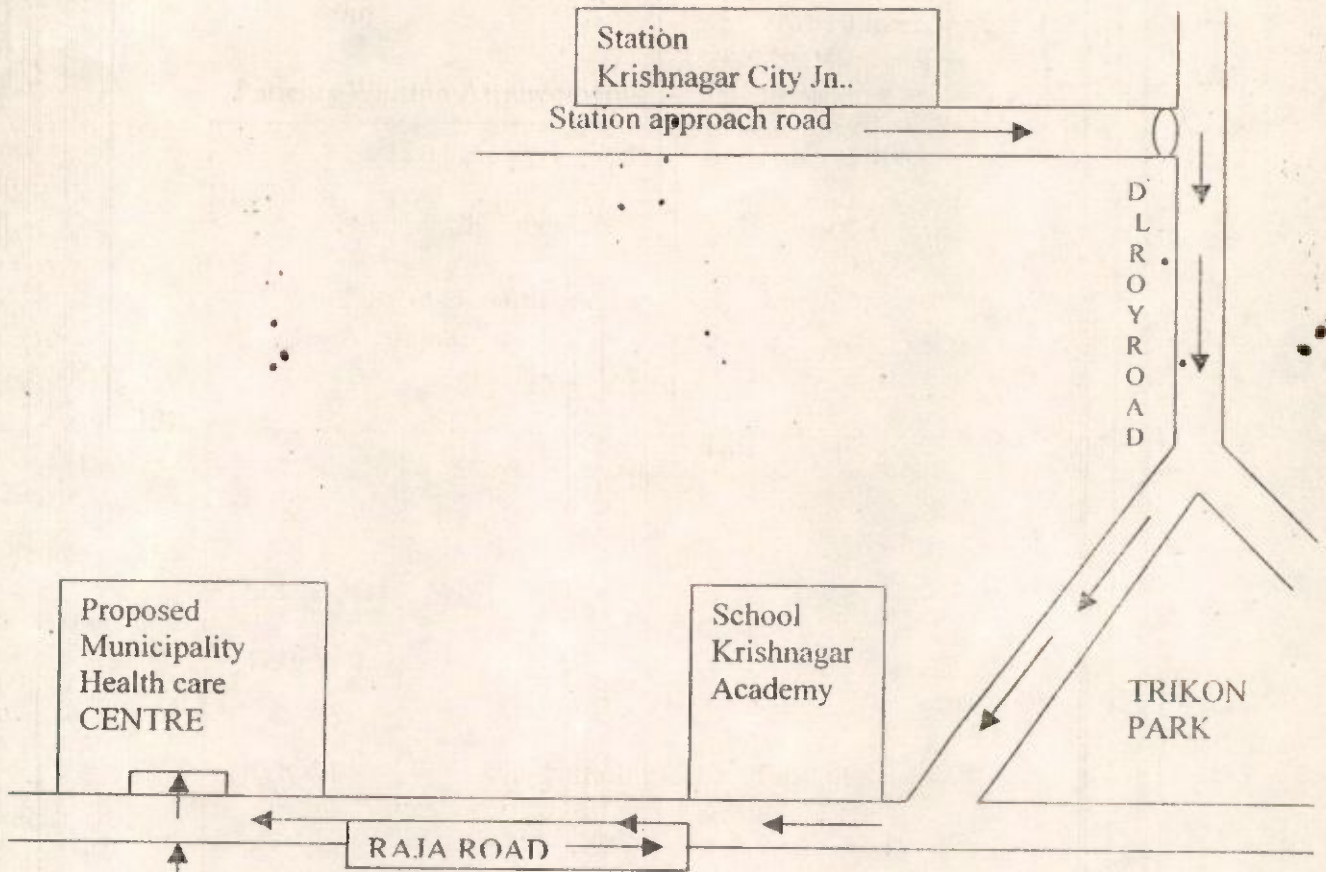 Station
Krishnagar City Jn..
Station approach road
D L R O Y R O A D
Proposed
Municipality
Health care
CENTRE
School
Krishnagar
Academy
TRIKON
PARK
RAJA ROAD